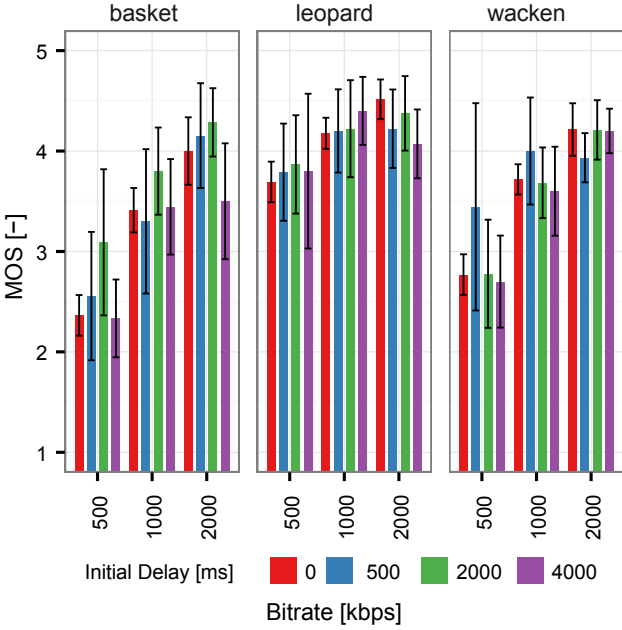 basket leopard wacken
5
4
3
2
1
MOS [−]
500 1000 2000 500 1000 2000 500 1000 2000
Initial Delay [ms] 0 500 2000 4000
Bitrate [kbps]